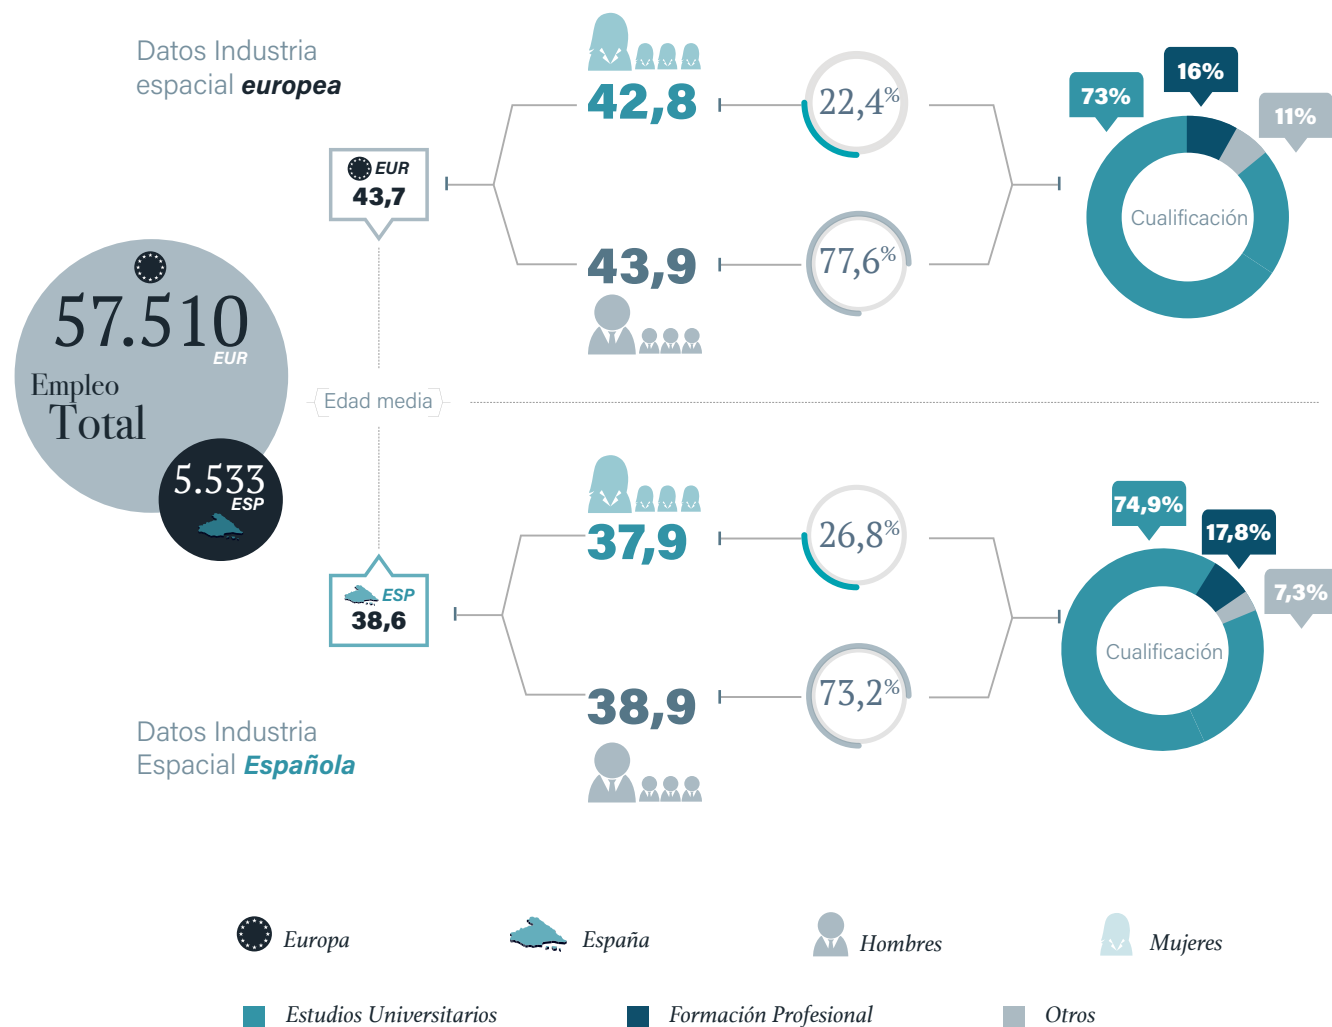 Datos Industria
espacial europea
42,8
22,4%
73%
16%
11%
Cualificación
EUR
43,7
43,9
77,6%
57.510
EUR
Empleo
Total
5.533
ESP
Edad media
37,9
26,8%
74,9%
17,8%
7,3%
Cualificación
ESP
38,6
38,9
73,2%
Datos Industria
Espacial Española
Europa
España
Hombres
Mujeres
Estudios Universitarios
Formación Profesional
Otros